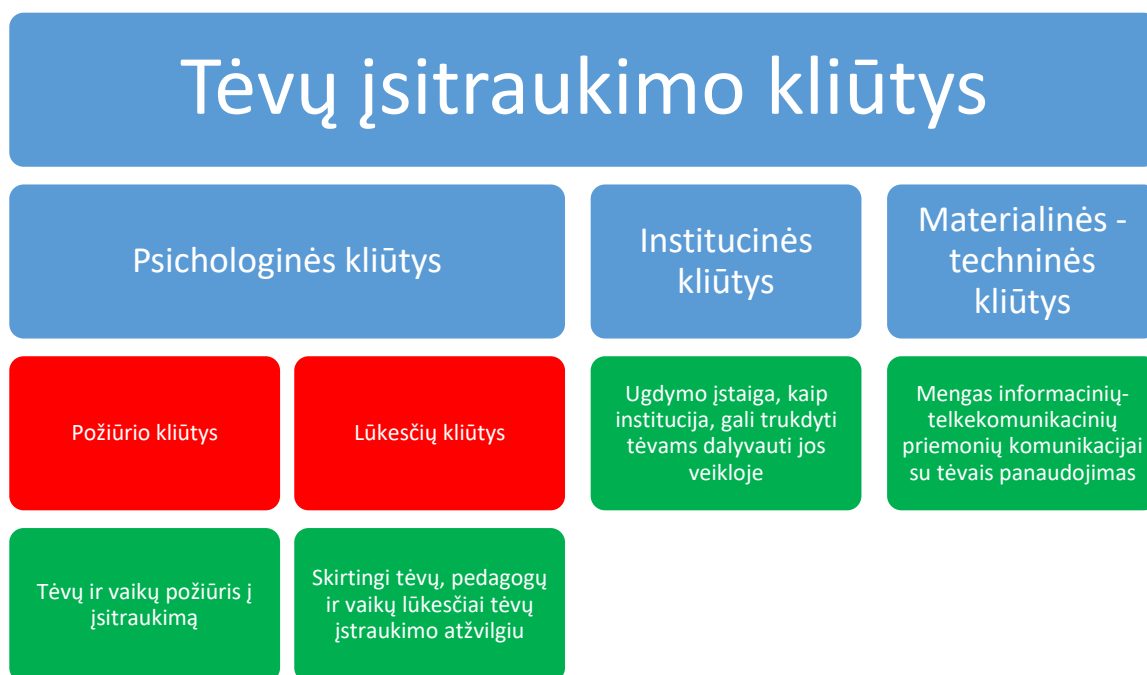 Tėvų įsitraukimo kliūtys
Psichologinės kliūtys
Institucinės
kliūtys
Materialinės -
techninės
kliūtys
Požiūrio kliūtys
Lūkesčių kliūtys
Ugdymo įstaiga, kaip
institucija, gali trukdyti
tėvams dalyvauti jos
veikloje
Mengas informacinių-
telkekomunikacinių
priemonių komunikacijai
su tėvais panaudojimas
Tėvų ir vaikų požiūris į
įsitraukimą
Skirtingi tėvų, pedagogų
ir vaikų lūkesčiai tėvų
įstraukimo atžvilgiu